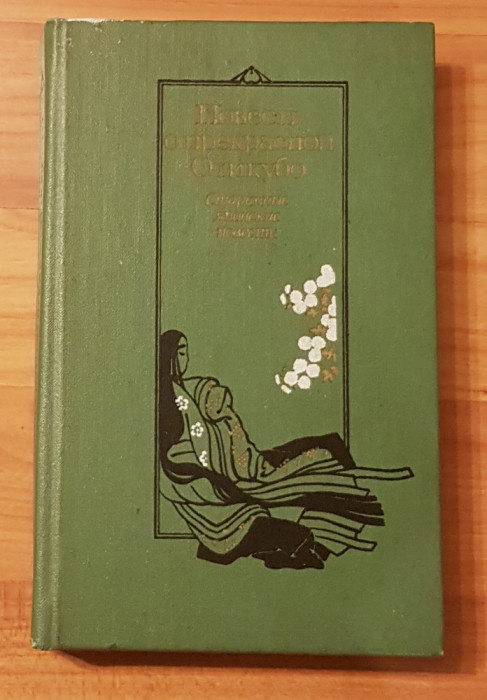 Повесть
о прекрасной
Отикубо
Старинные
японские
повести